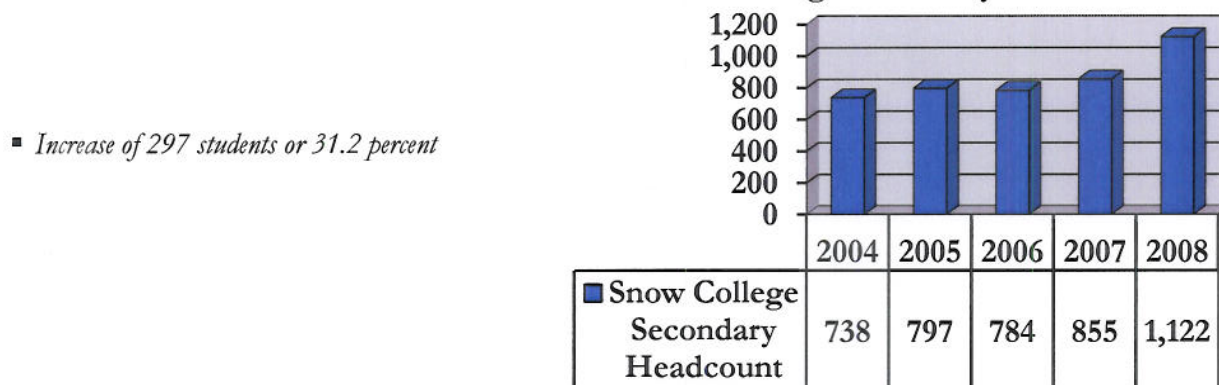 1,200
1,000
800
▪ Increase of 297 students or 31.2 percent
600
400
200
0
2004 2005 2006 2007 2008
Snow College
Secondary 738 797 784 855 1,122
Headcount